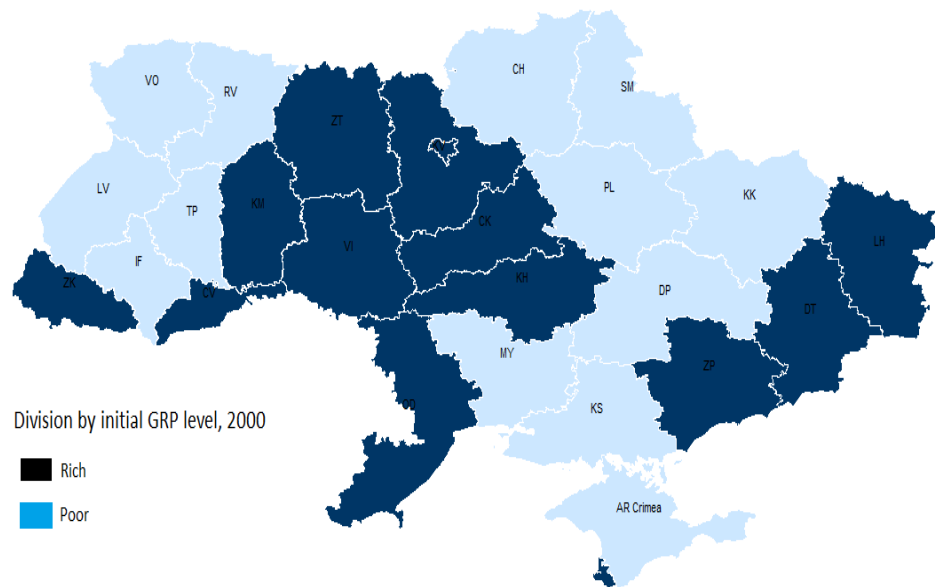 CH
VO
SM
RV
ZT
LV
PL
KK
KM
TP
CK
LH
VI
IF
KH
ZK
CV
DP
DT
MY
ZP
OD
KS
Division by initial GRP level, 2000
Rich
AR Crimea
Poor